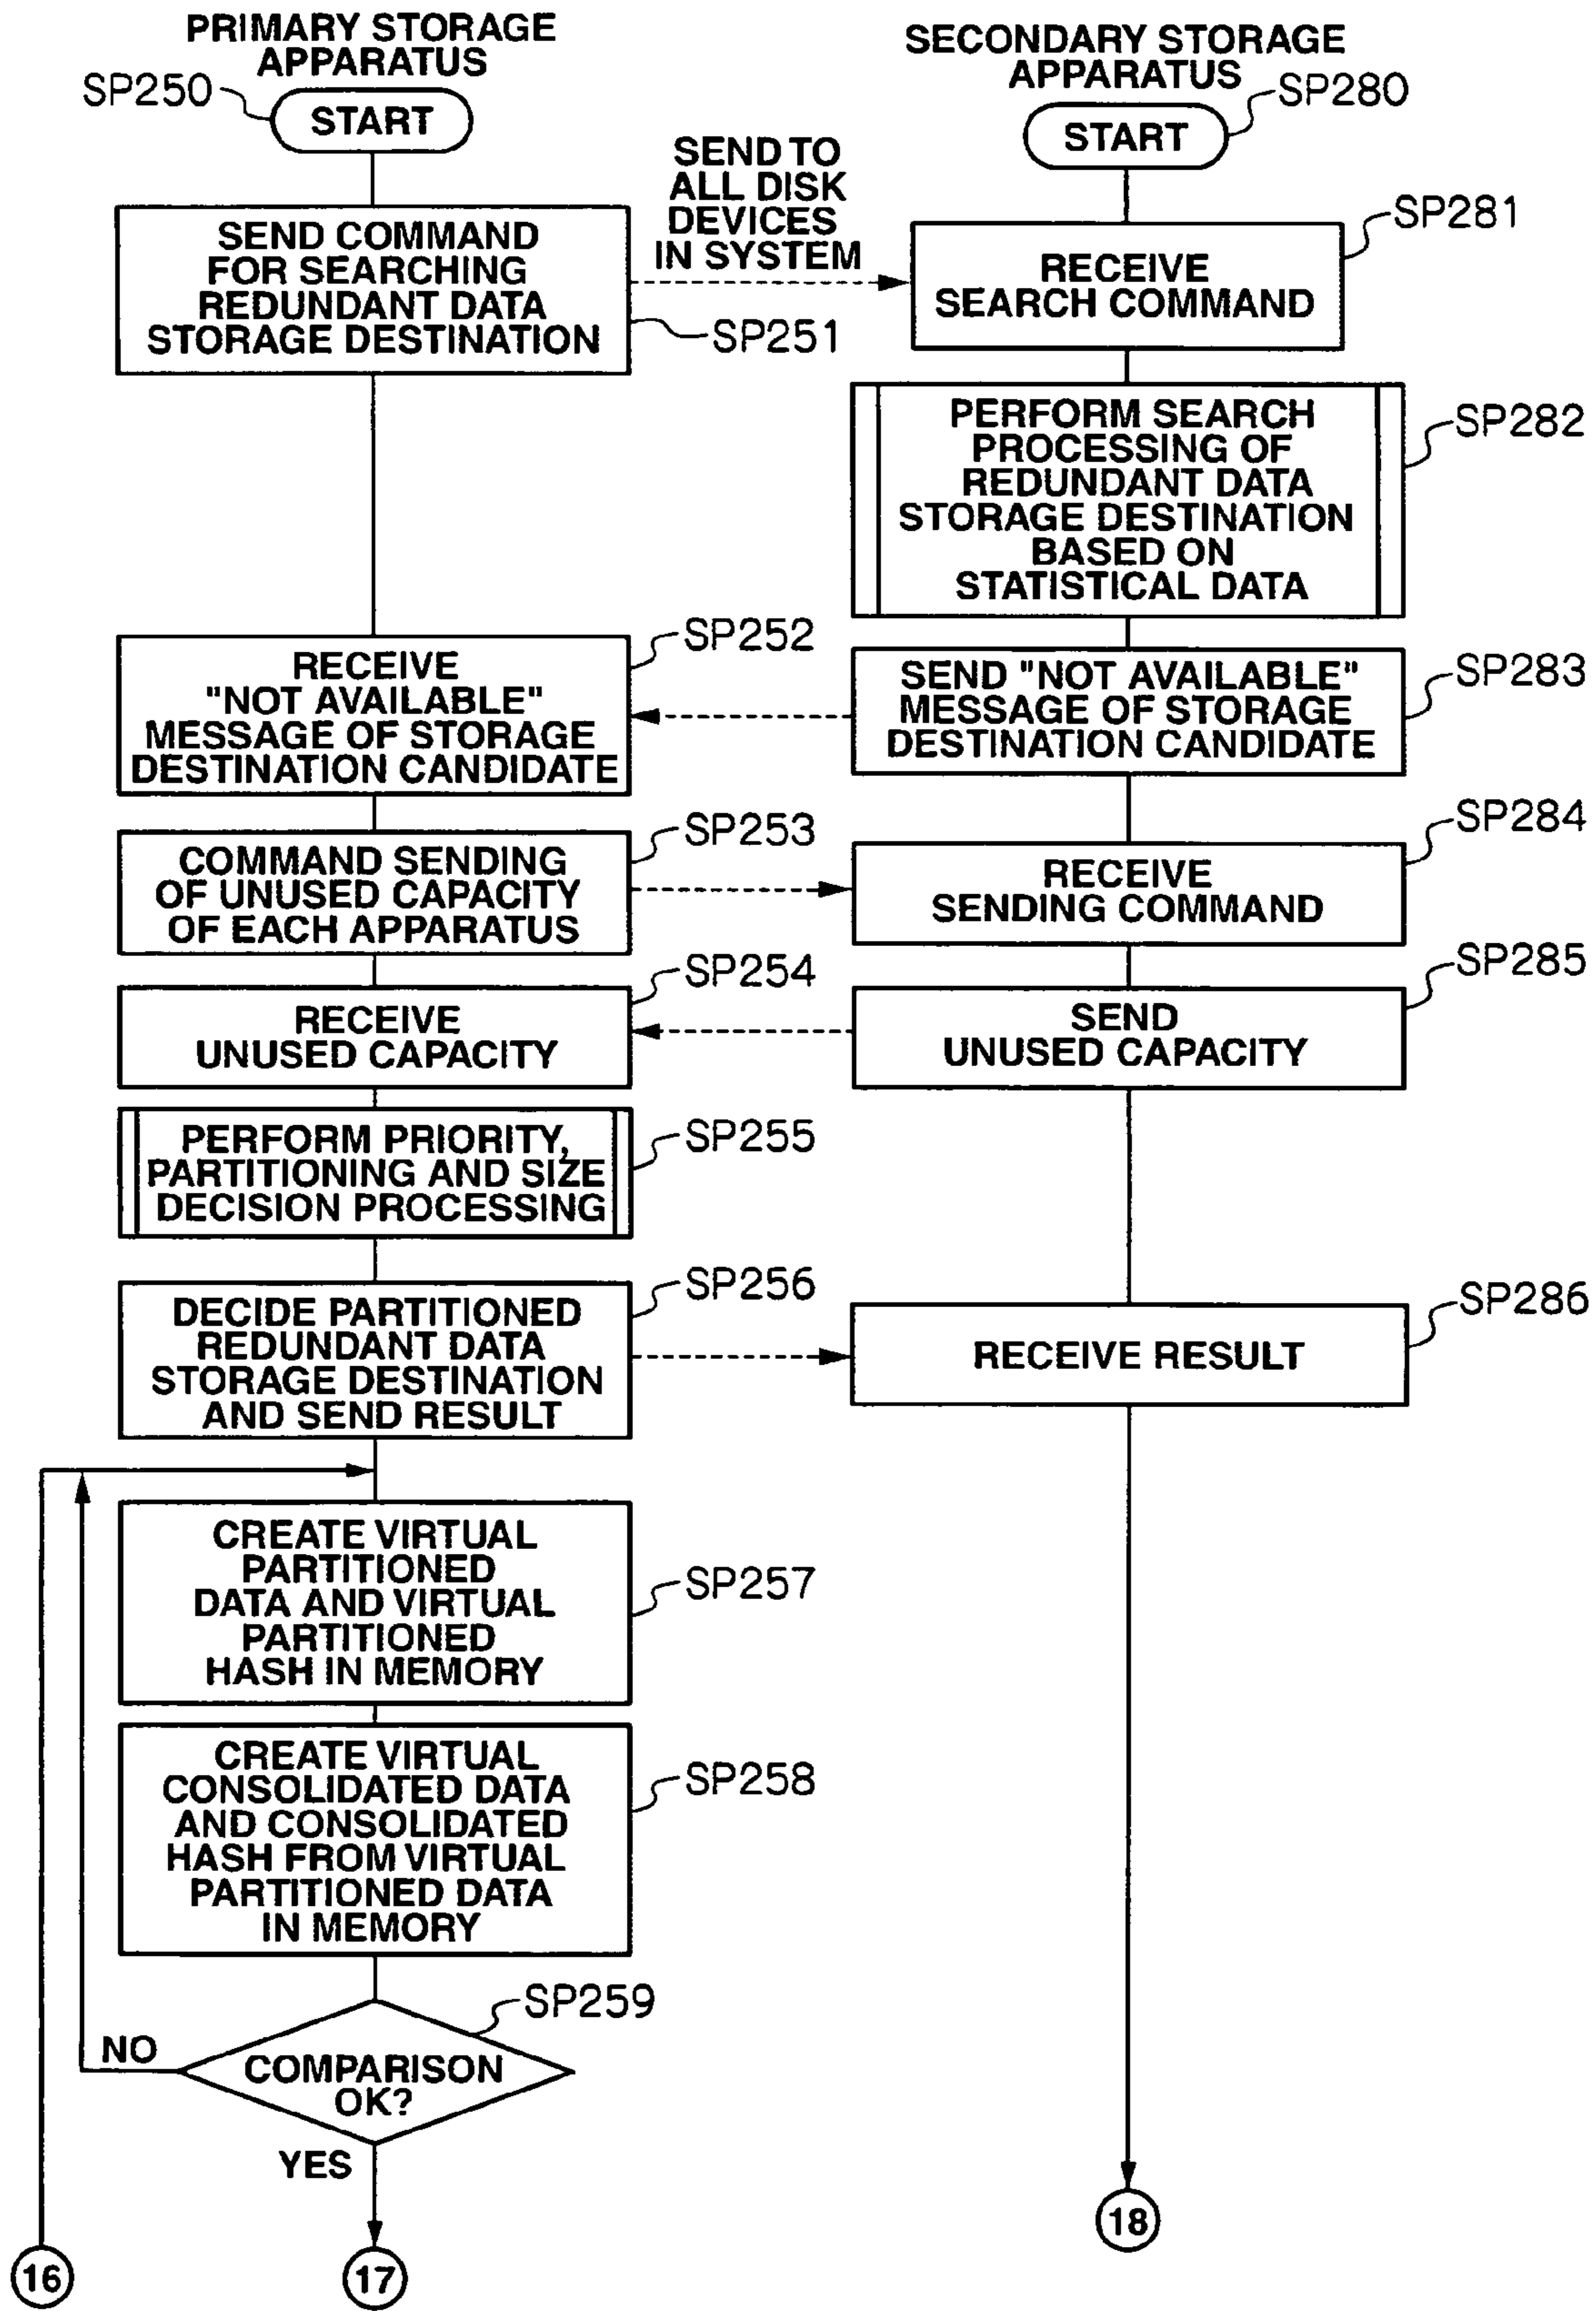 PRIMARY STORAGE
APPARATUS
SP250
START
SEND COMMAND
FOR SEARCHING
REDUNDANT DATA
STORAGE DESTINATION
SP251
SEND TO
ALL DISK
DEVICES
IN SYSTEM
SECONDARY STORAGE
APPARATUS
SP280
START
SP281
RECEIVE
SEARCH COMMAND
PERFORM SEARCH
PROCESSING OF
REDUNDANT DATA
STORAGE DESTINATION
BASED ON
STATISTICAL DATA
SP282
SP252
RECEIVE
"NOT AVAILABLE"
MESSAGE OF STORAGE
DESTINATION CANDIDATE
SEND "NOT AVAILABLE"
MESSAGE OF STORAGE
DESTINATION CANDIDATE
SP283
SP253
COMMAND SENDING
OF UNUSED CAPACITY
OF EACH APPARATUS
SP284
RECEIVE
SENDING COMMAND
SP254
RECEIVE
UNUSED CAPACITY
SP285
SEND
UNUSED CAPACITY
PERFORM PRIORITY,
PARTITIONING AND SIZE
DECISION PROCESSING
SP255
SP256
DECIDE PARTITIONED
REDUNDANT DATA
STORAGE DESTINATION
AND SEND RESULT
SP286
RECEIVE RESULT
CREATE VIRTUAL
PARTITIONED
DATA AND VIRTUAL
PARTITIONED
HASH IN MEMORY
SP257
CREATE VIRTUAL
CONSOLIDATED DATA
AND CONSOLIDATED
HASH FROM VIRTUAL
PARTITIONED DATA
IN MEMORY
SP258
SP259
NO
COMPARISON
OK?
YES
16
17
18